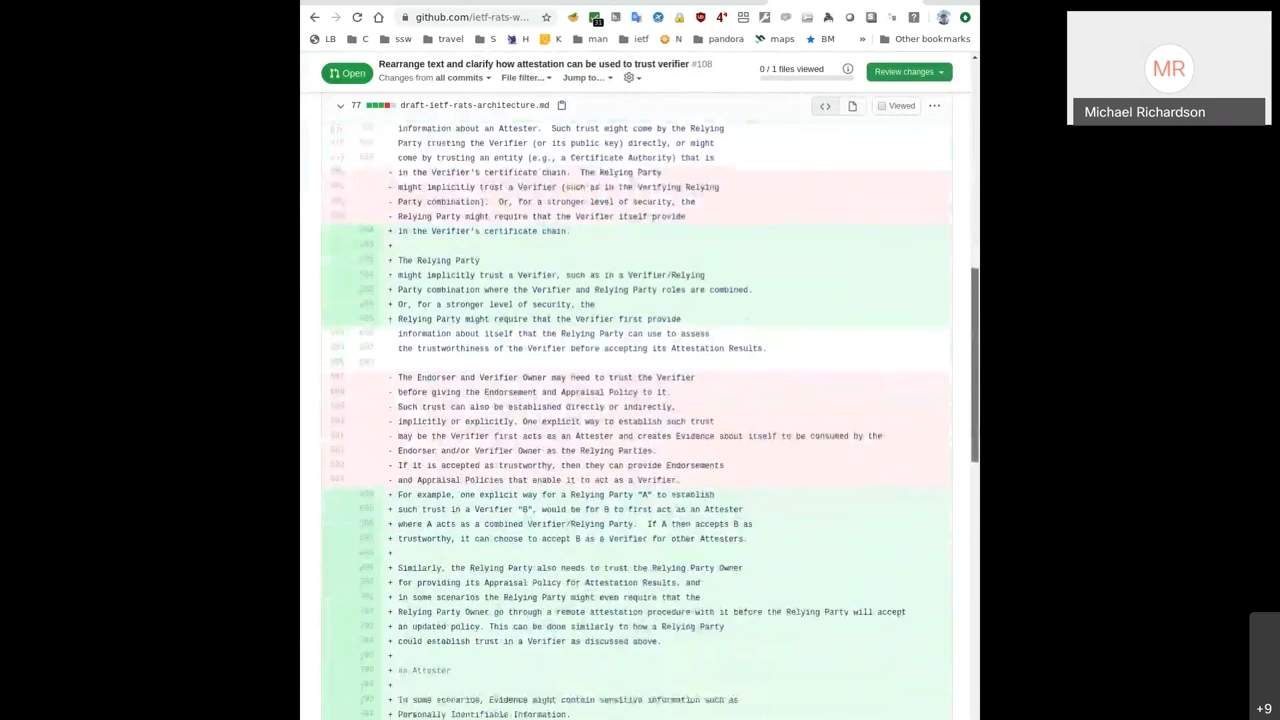 github.com/ietf-rats-w...
31
4⁹
LB C ssw travel S H K man ietf N pandora maps BM » Other bookmarks
Open
Rearrange text and clarify how attestation can be used to trust verifier #108
Changes from all commits File filter... Jump to...
0 / 1 files viewed
Review changes
77 draft-ietf-rats-architecture.md
<> Viewed ...
information about an Attester. Such trust might come by the Relying
Party trusting the Verifier (or its public key) directly, or might
come by trusting an entity (e.g., a Certificate Authority) that is
- in the Verifier's certificate chain. The Relying Party
- might implicitly trust a Verifier (such as in the Verifying Relying
- Party combination). Or, for a stronger level of security, the
- Relying Party might require that the Verifier itself provide
+ in the Verifier's certificate chain.
+
+ The Relying Party
+ might implicitly trust a Verifier, such as in a Verifier/Relying
+ Party combination where the Verifier and Relying Party roles are combined.
+ Or, for a stronger level of security, the
+ Relying Party might require that the Verifier first provide
information about itself that the Relying Party can use to assess
the trustworthiness of the Verifier before accepting its Attestation Results.
- The Endorser and Verifier Owner may need to trust the Verifier
- before giving the Endorsement and Appraisal Policy to it.
- Such trust can also be established directly or indirectly,
- implicitly or explicitly. One explicit way to establish such trust
- may be the Verifier first acts as an Attester and creates Evidence about itself to be consumed by the
- Endorser and/or Verifier Owner as the Relying Parties.
- If it is accepted as trustworthy, then they can provide Endorsements
- and Appraisal Policies that enable it to act as a Verifier.
+ For example, one explicit way for a Relying Party "A" to establish
+ such trust in a Verifier "B", would be for B to first act as an Attester
+ where A acts as a combined Verifier/Relying Party. If A then accepts B as
+ trustworthy, it can choose to accept B as a Verifier for other Attesters.
+
+ Similarly, the Relying Party also needs to trust the Relying Party Owner
+ for providing its Appraisal Policy for Attestation Results, and
+ in some scenarios the Relying Party might even require that the
+ Relying Party Owner go through a remote attestation procedure with it before the Relying Party will accept
+ an updated policy. This can be done similarly to how a Relying Party
+ could establish trust in a Verifier as discussed above.
+
+ ## Attester
+
+ In some scenarios, Evidence might contain sensitive information such as
+ Personally Identifiable Information.
MR
Michael Richardson
+9